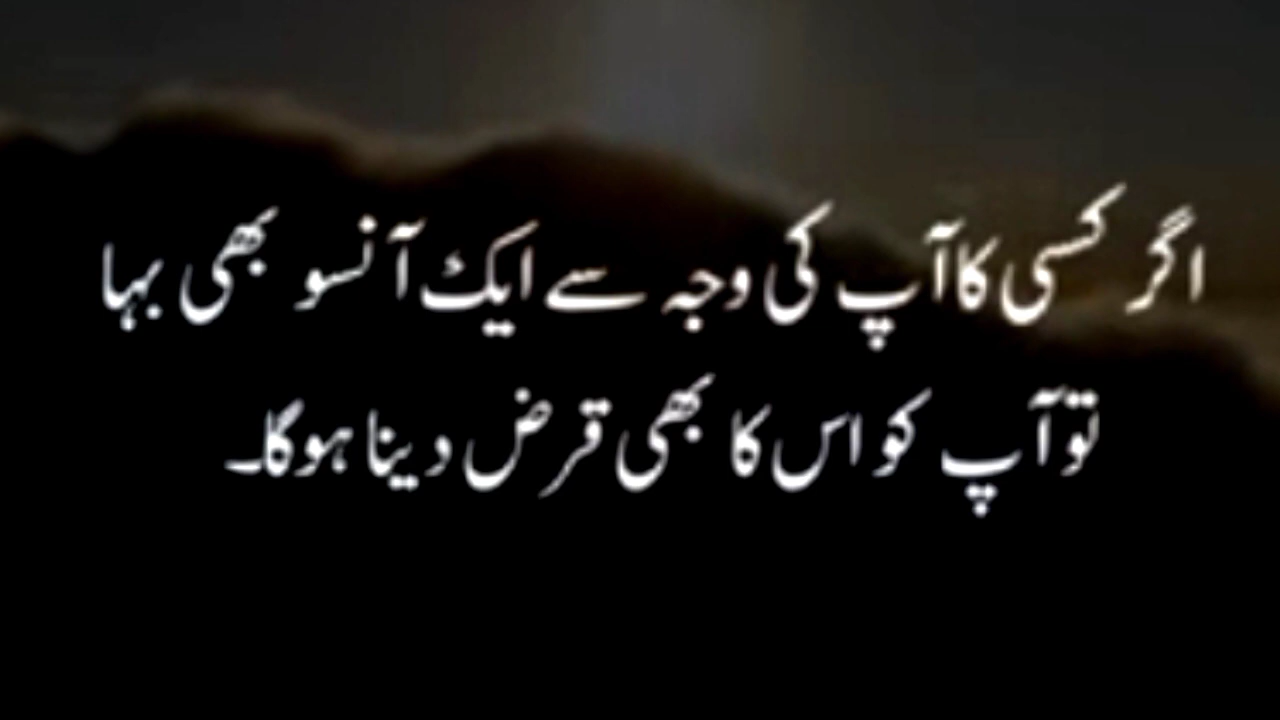 اگر کسی کا آپ کی وجہ سے ایک آنسو بھی بہا
تو آپ کو اس کا بھی قرض دینا ہوگا۔